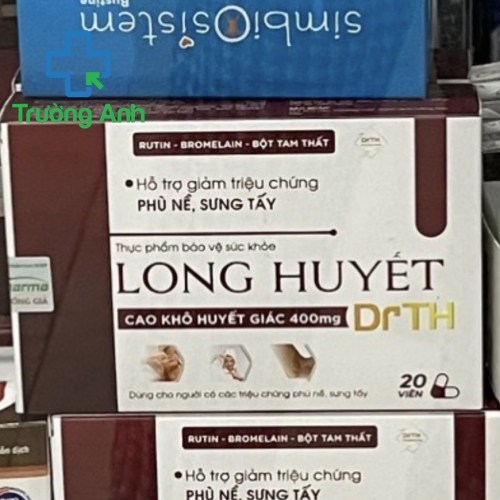 simbiosistem
Bustine
Trường Anh
RUTIN - BROMELAIN - BỘT TAM THẤT
DrTH
• Hỗ trợ giảm triệu chứng
PHÙ NỀ, SƯNG TẤY
Thực phẩm bảo vệ sức khỏe
LONG HUYẾT
CAO KHÔ HUYẾT GIÁC 400mg
DrTH
20
VIÊN
Dùng cho người có các triệu chứng phù nề, sưng tấy
RUTIN - BROMELAIN - BỘT TAM THẤT
DrTH
• Hỗ trợ giảm triệu chứng
PHÙ NỀ, SƯNG TẤY